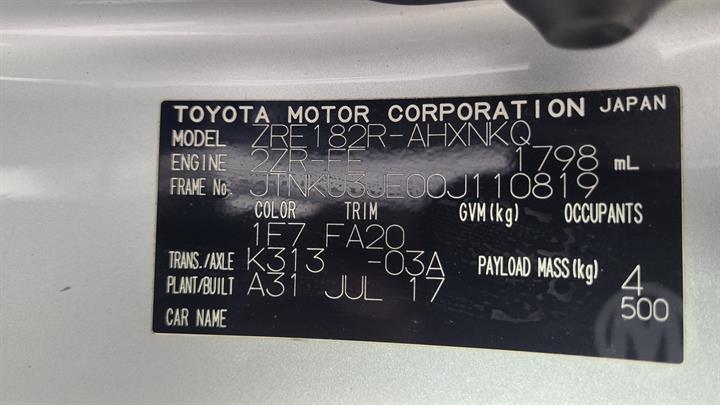 TOYOTA MOTOR CORPORATION JAPAN
MODEL ZRE182R-AHXNKQ
ENGINE 2ZR-FE 1798 mL
FRAME No. JTNKU3JE00J110819
COLOR TRIM GVM(kg) OCCUPANTS
1F7 FA20
TRANS./AXLE K313 -03A PAYLOAD MASS(kg) 4
PLANT/BUILT A31 JUL 17 500
CAR NAME
M